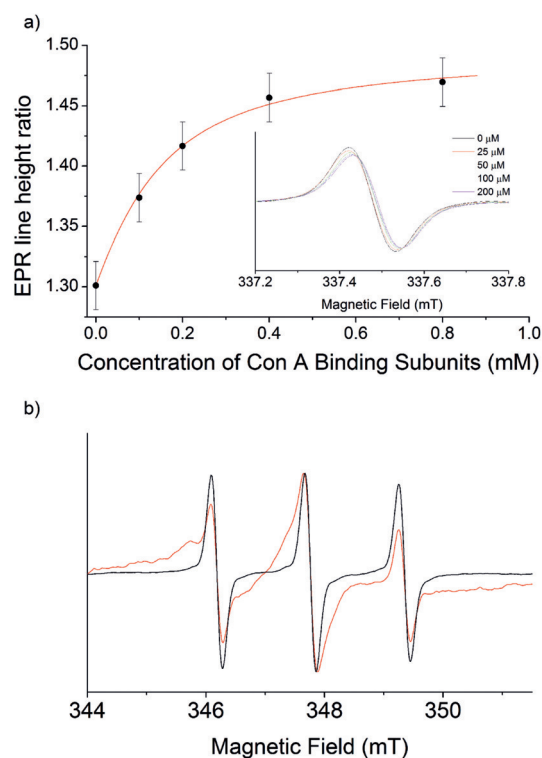 a)
1.50
1.45
1.40
1.35
1.30
EPR line height ratio
0 μM
25 μM
50 μM
100 μM
200 μM
337.2 337.4 337.6 337.8
Magnetic Field (mT)
0.0 0.2 0.4 0.6 0.8 1.0
Concentration of Con A Binding Subunits (mM)
b)
344 346 348 350
Magnetic Field (mT)